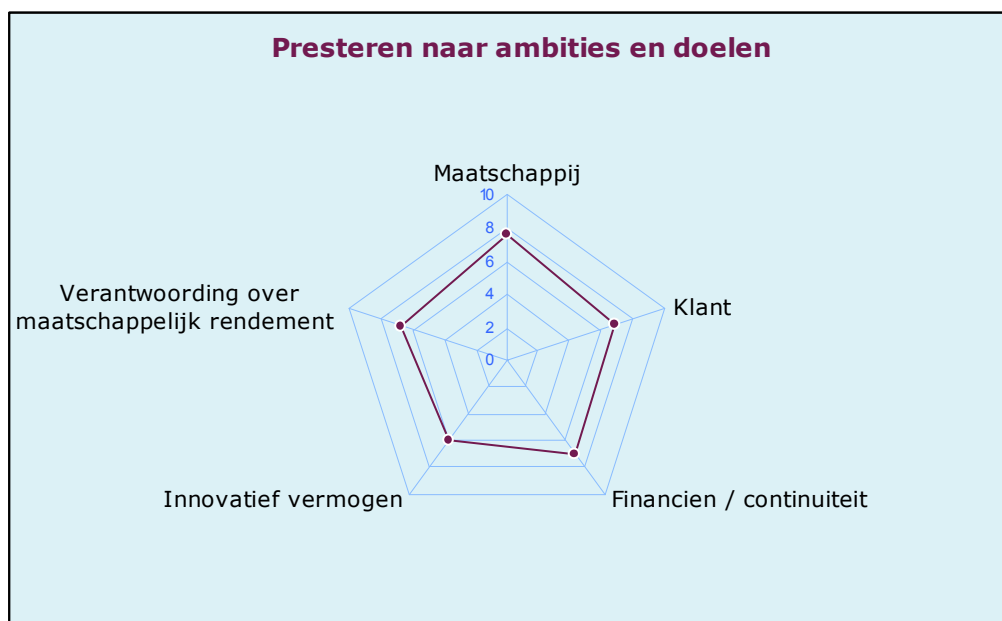 Presteren naar ambities en doelen
Maatschappij
10
8
6
4
2
0
Klant
Financien / continuiteit
Innovatief vermogen
Verantwoording over
maatschappelijk rendement